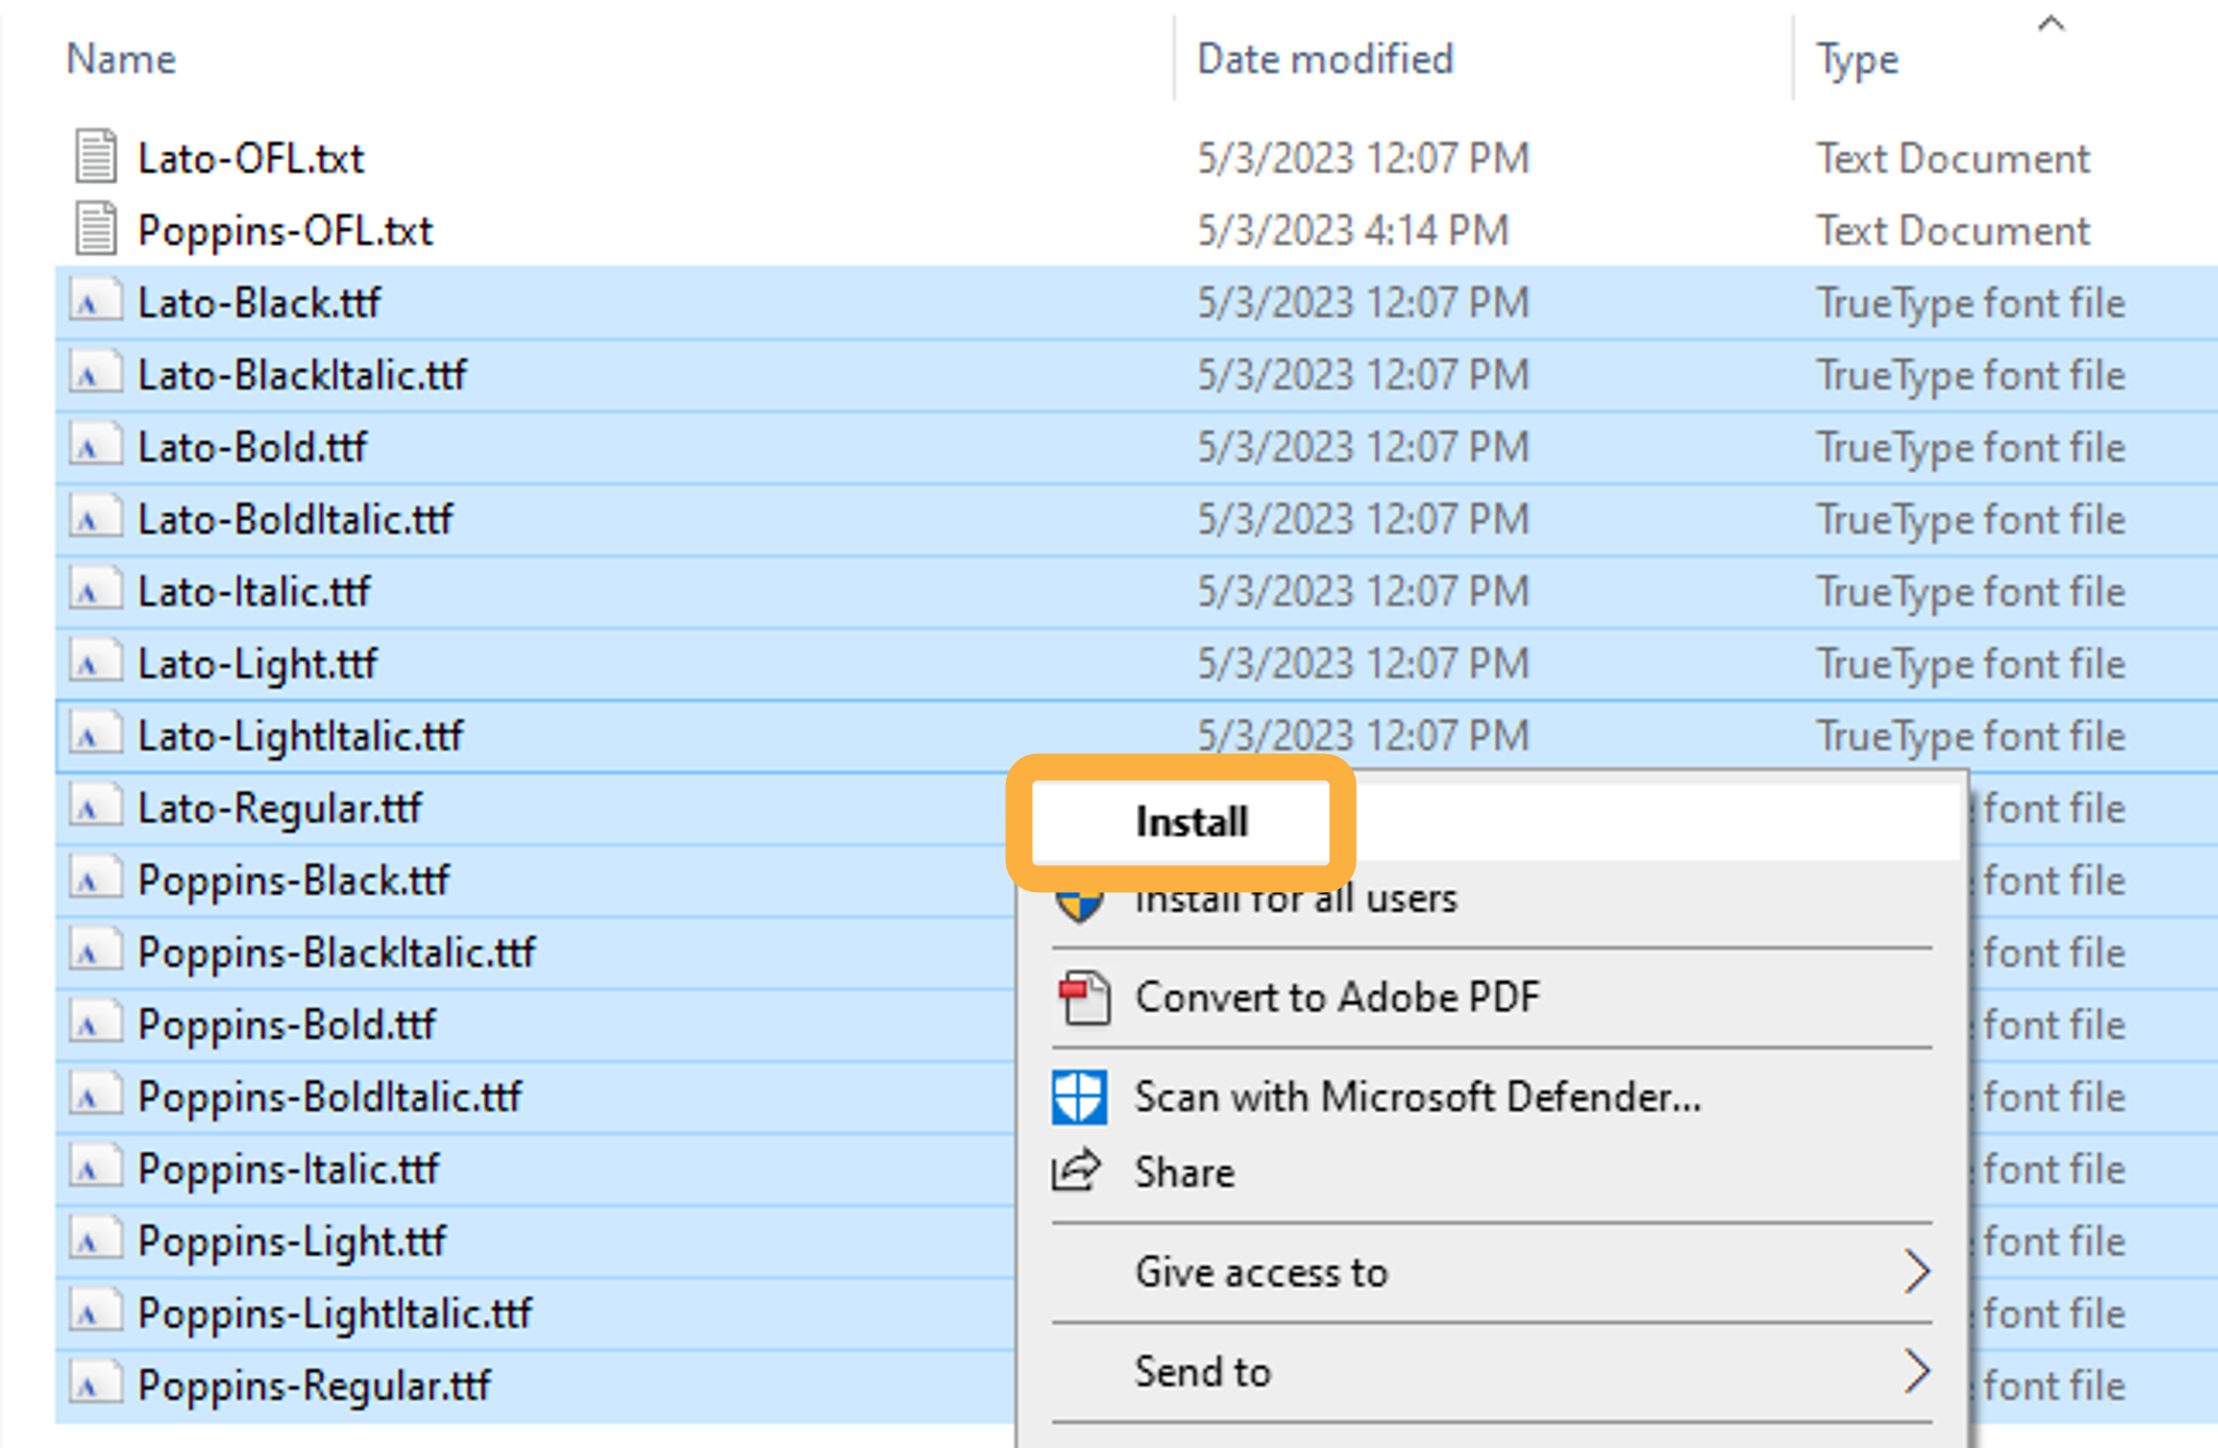 Name Date modified Type
Lato-OFL.txt 5/3/2023 12:07 PM Text Document
Poppins-OFL.txt 5/3/2023 4:14 PM Text Document
Lato-Black.ttf 5/3/2023 12:07 PM TrueType font file
Lato-BlackItalic.ttf 5/3/2023 12:07 PM TrueType font file
Lato-Bold.ttf 5/3/2023 12:07 PM TrueType font file
Lato-BoldItalic.ttf 5/3/2023 12:07 PM TrueType font file
Lato-Italic.ttf 5/3/2023 12:07 PM TrueType font file
Lato-Light.ttf 5/3/2023 12:07 PM TrueType font file
Lato-LightItalic.ttf 5/3/2023 12:07 PM TrueType font file
Lato-Regular.ttf font file
Poppins-Black.ttf font file
Poppins-BlackItalic.ttf font file
Poppins-Bold.ttf font file
Poppins-BoldItalic.ttf font file
Poppins-Italic.ttf font file
Poppins-Light.ttf font file
Poppins-LightItalic.ttf font file
Poppins-Regular.ttf font file
Install
Install for all users
Convert to Adobe PDF
Scan with Microsoft Defender...
Share
Give access to
Send to